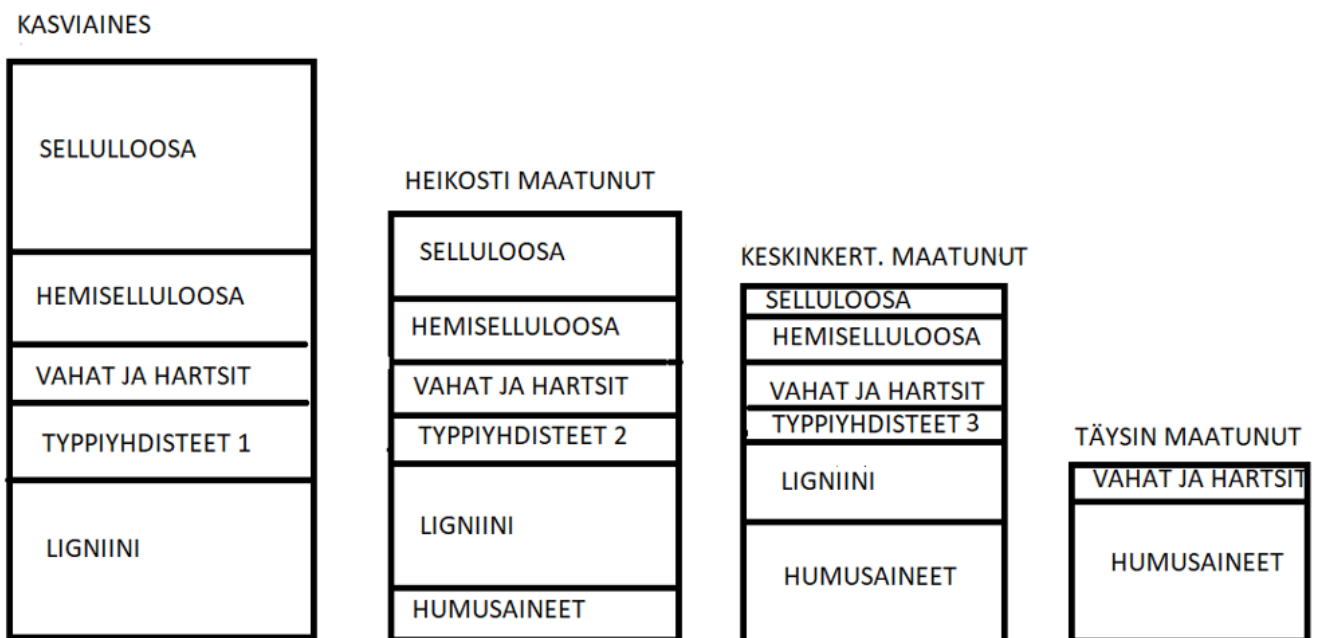 KASVIAINES
SELLULLOOSA
HEMISELLULOOSA
VAHAT JA HARTSIT
TYPPIYHDISTEET 1
LIGNIINI
HEIKOSTI MAATUNUT
SELLULOOSA
HEMISELLULOOSA
VAHAT JA HARTSIT
TYPPIYHDISTEET 2
LIGNIINI
HUMUSAINEET
KESKINKERT. MAATUNUT
SELLULOOSA
HEMISELLULOOSA
VAHAT JA HARTSIT
TYPPIYHDISTEET 3
LIGNIINI
HUMUSAINEET
TÄYSIN MAATUNUT
VAHAT JA HARTSIT
HUMUSAINEET